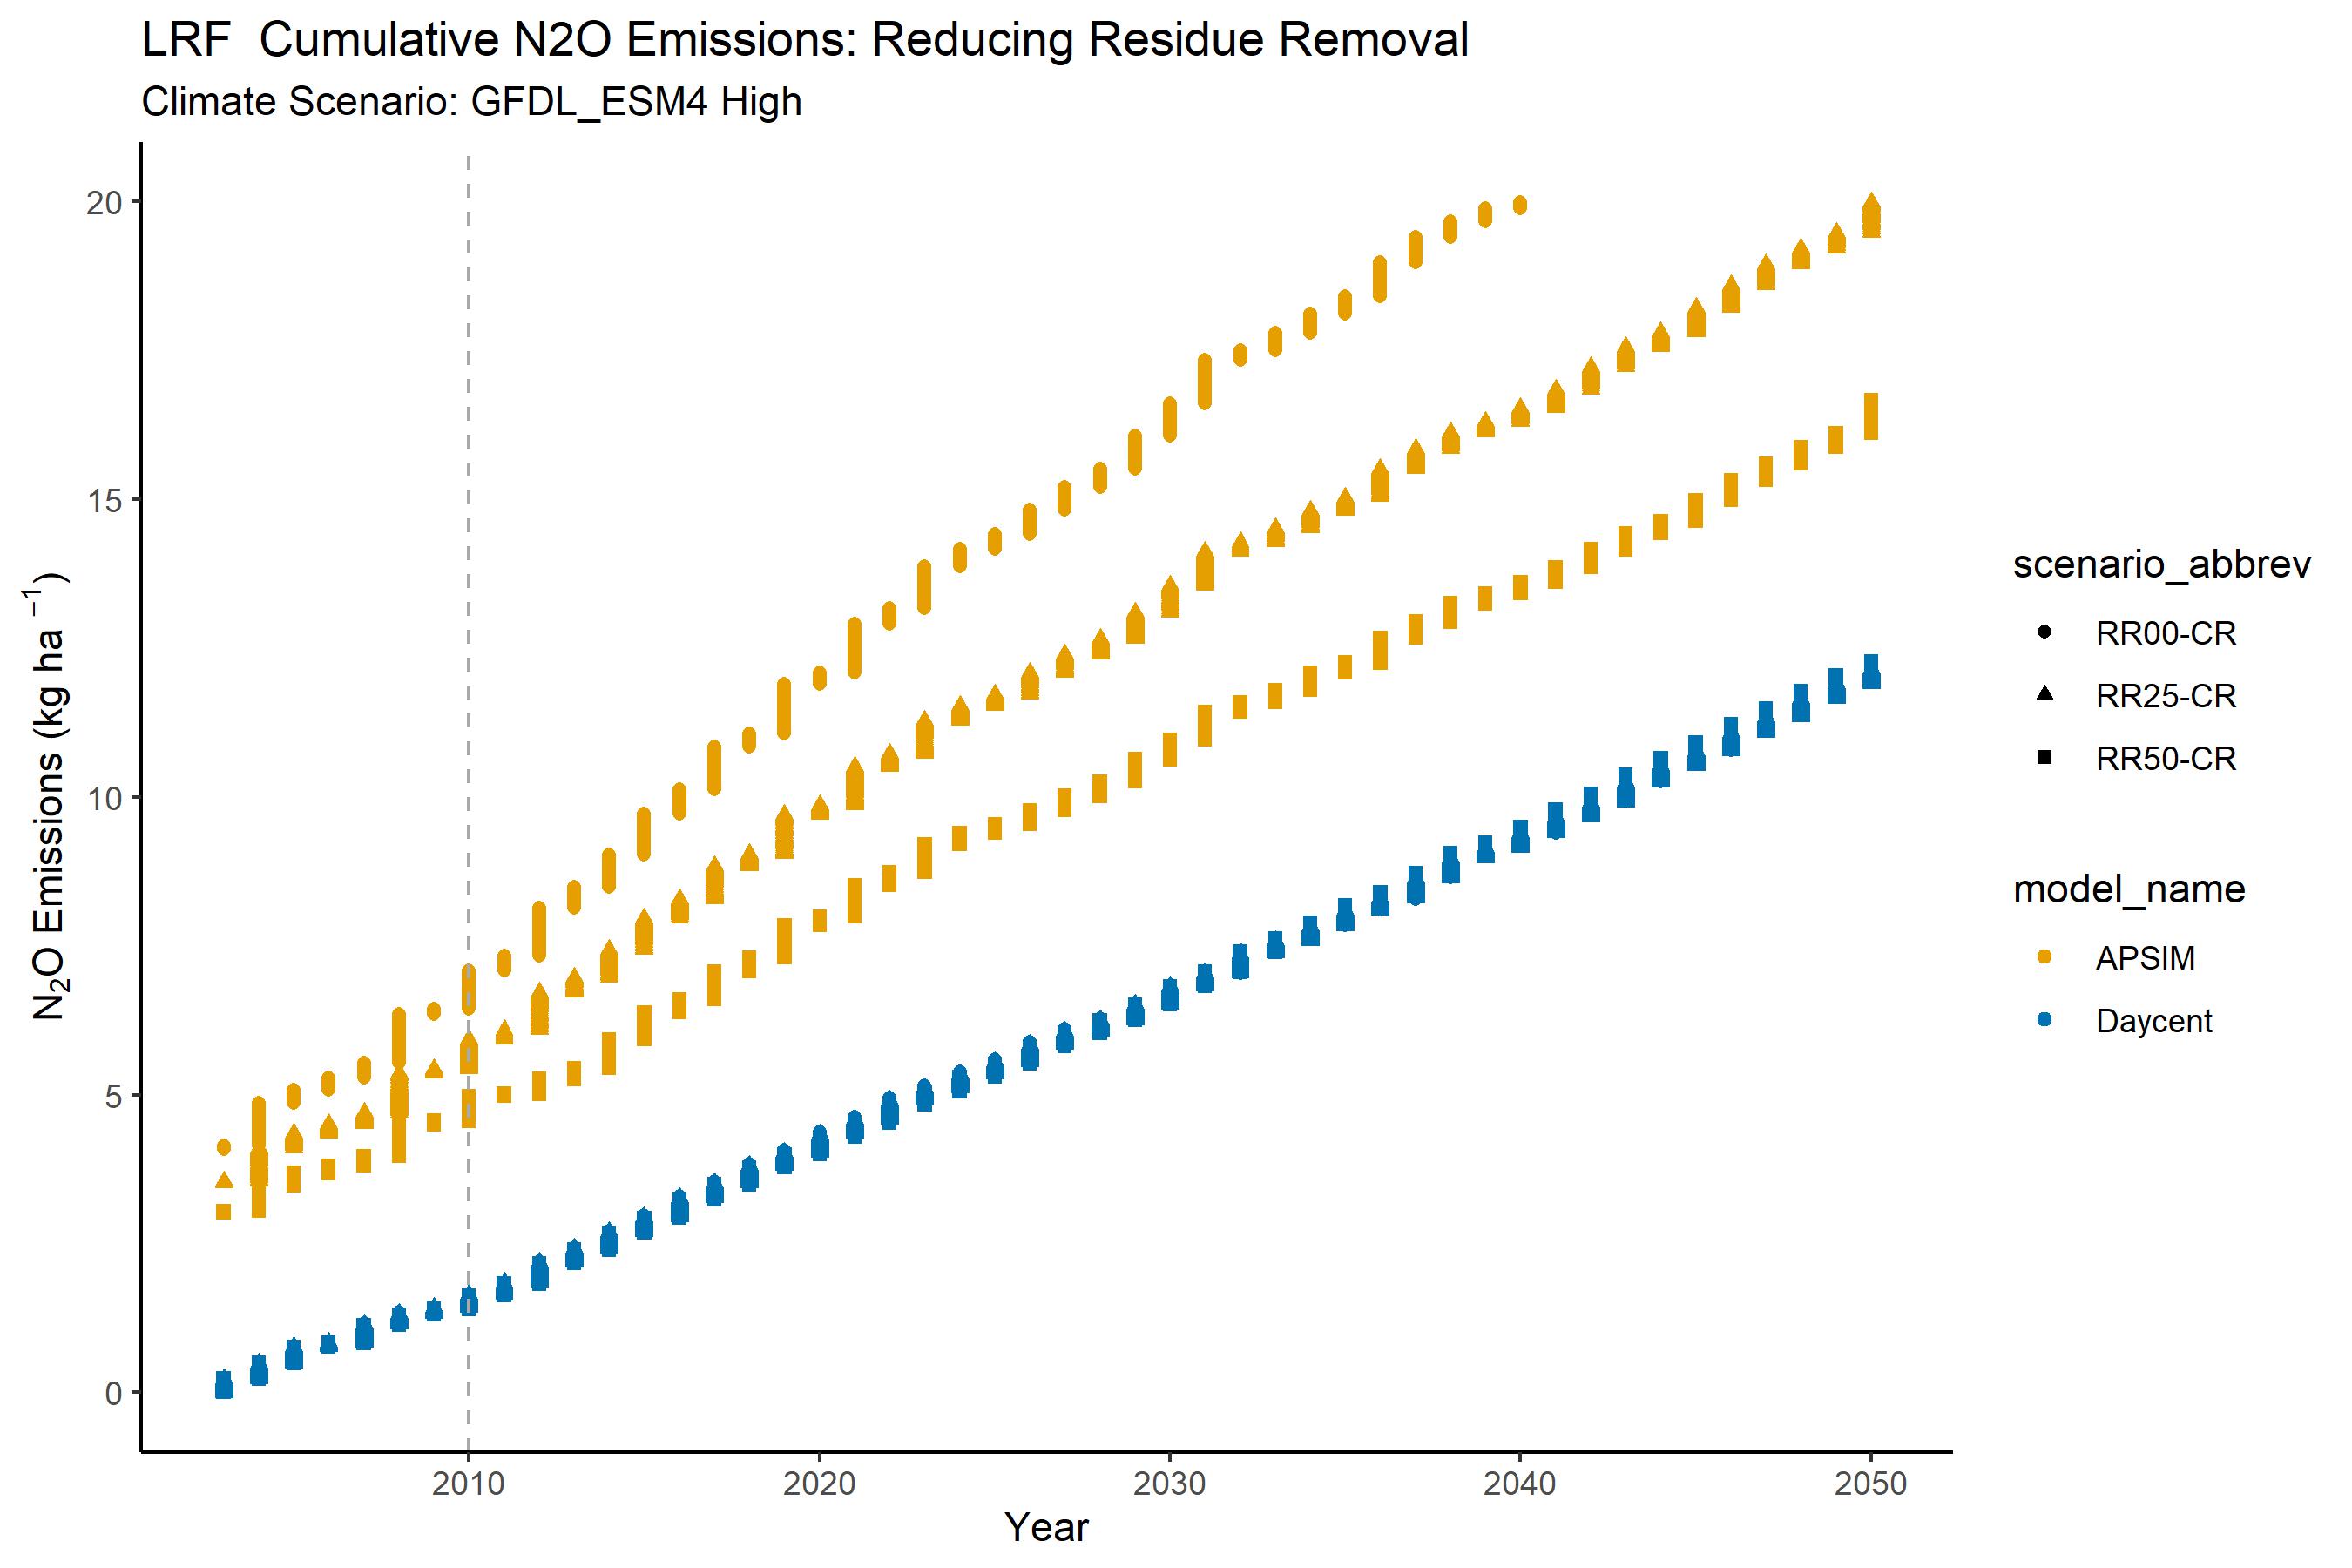 LRF  Cumulative N2O Emissions: Reducing Residue Removal
Climate Scenario: GFDL_ESM4 High
N₂O Emissions (kg ha ⁻¹)
20
15
10
5
0
2010 2020 2030 2040 2050
Year
scenario_abbrev
RR00-CR
RR25-CR
RR50-CR
model_name
APSIM
Daycent